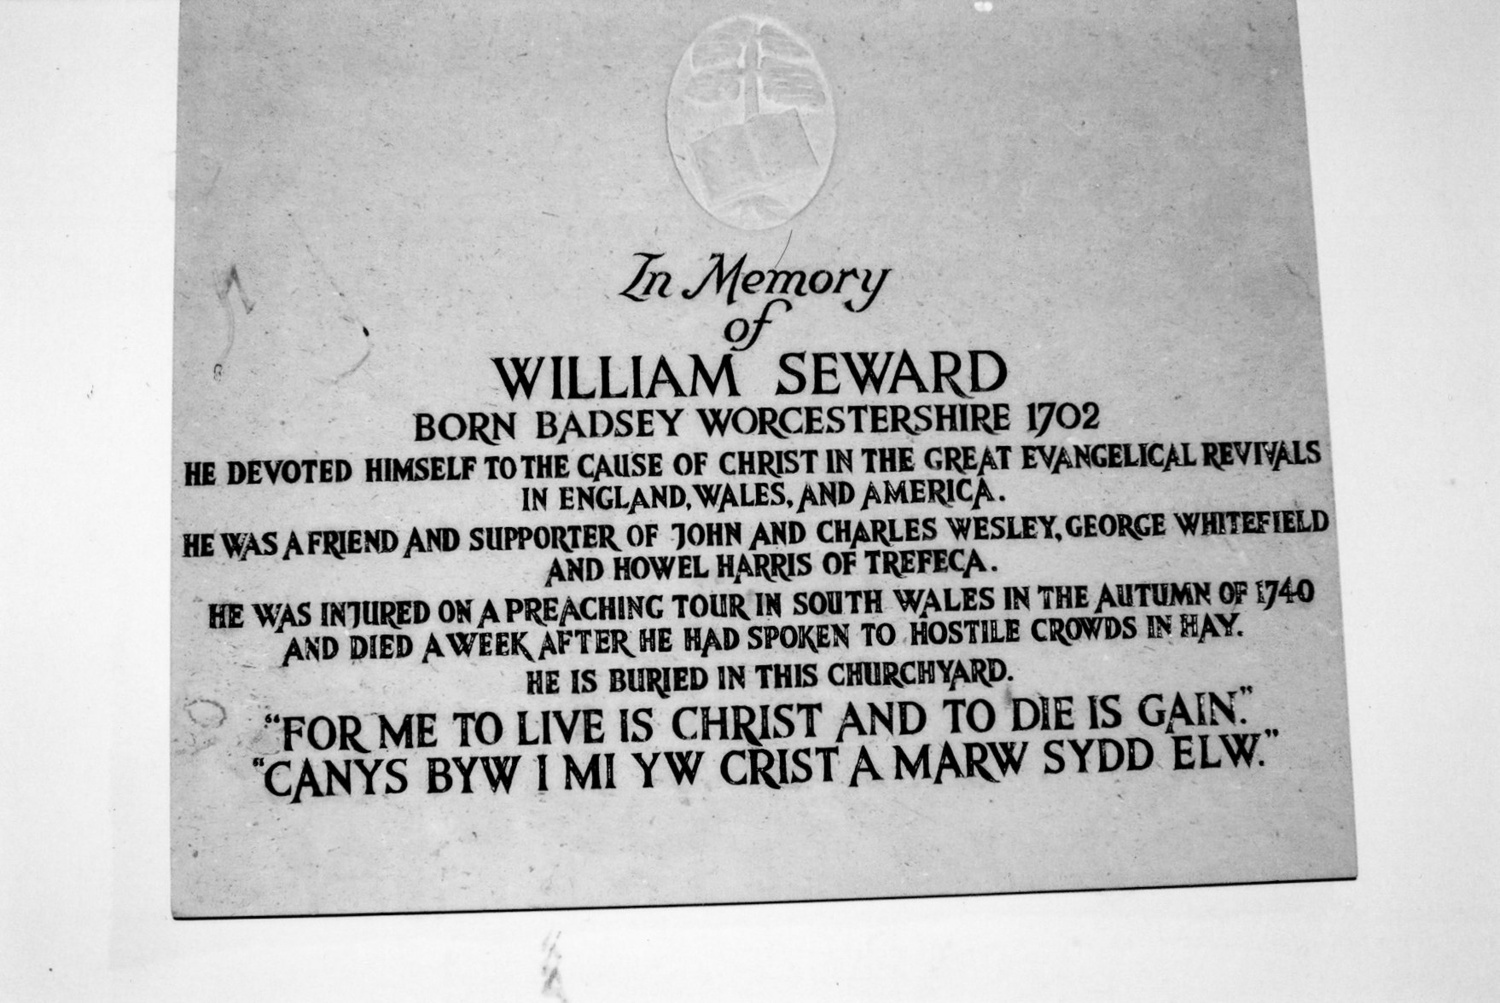 In Memory
of
WILLIAM SEWARD
BORN BADSEY WORCESTERSHIRE 1702
HE DEVOTED HIMSELF TO THE CAUSE OF CHRIST IN THE GREAT EVANGELICAL REVIVALS
IN ENGLAND, WALES, AND AMERICA.
HE WAS A FRIEND AND SUPPORTER OF JOHN AND CHARLES WESLEY, GEORGE WHITEFIELD
AND HOWEL HARRIS OF TREFECA.
HE WAS INJURED ON A PREACHING TOUR IN SOUTH WALES IN THE AUTUMN OF 1740
AND DIED A WEEK AFTER HE HAD SPOKEN TO HOSTILE CROWDS IN HAY.
HE IS BURIED IN THIS CHURCHYARD.
“FOR ME TO LIVE IS CHRIST AND TO DIE IS GAIN.”
“CANYS BYW I MI YW CRIST A MARW SYDD ELW.”